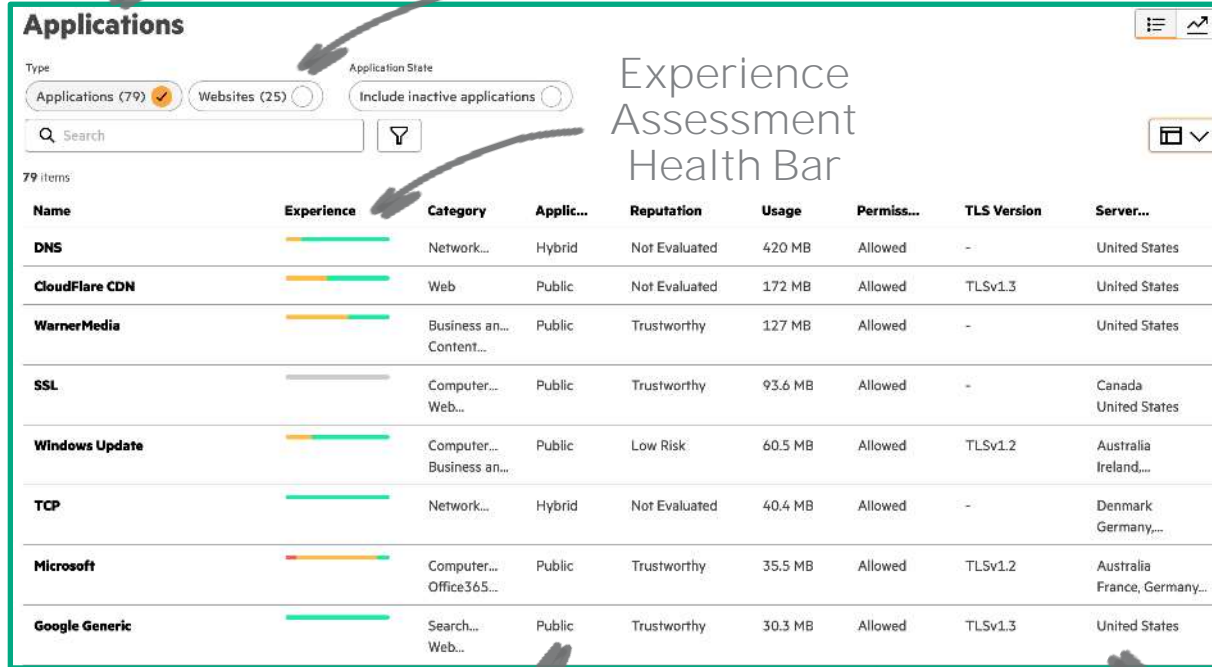 Applications
Type
Application State
Applications (79)
Websites (25)
Include inactive applications
Search
Experience
Assessment
Health Bar
79 items
Name Experience Category Applic... Reputation Usage Permiss... TLS Version Server...
DNS Network... Hybrid Not Evaluated 420 MB Allowed - United States
CloudFlare CDN Web Public Not Evaluated 172 MB Allowed TLSv1.3 United States
WarnerMedia Business an... Public Trustworthy 127 MB Allowed - United States
Content...
SSL Computer... Public Trustworthy 93.6 MB Allowed - Canada
Web... United States
Windows Update Computer... Public Low Risk 60.5 MB Allowed TLSv1.2 Australia
Business an... Ireland,...
TCP Network... Hybrid Not Evaluated 40.4 MB Allowed - Denmark
Germany,...
Microsoft Computer... Public Trustworthy 35.5 MB Allowed TLSv1.2 Australia
Office365... France, Germany...
Google Generic Search... Public Trustworthy 30.3 MB Allowed TLSv1.3 United States
Web...